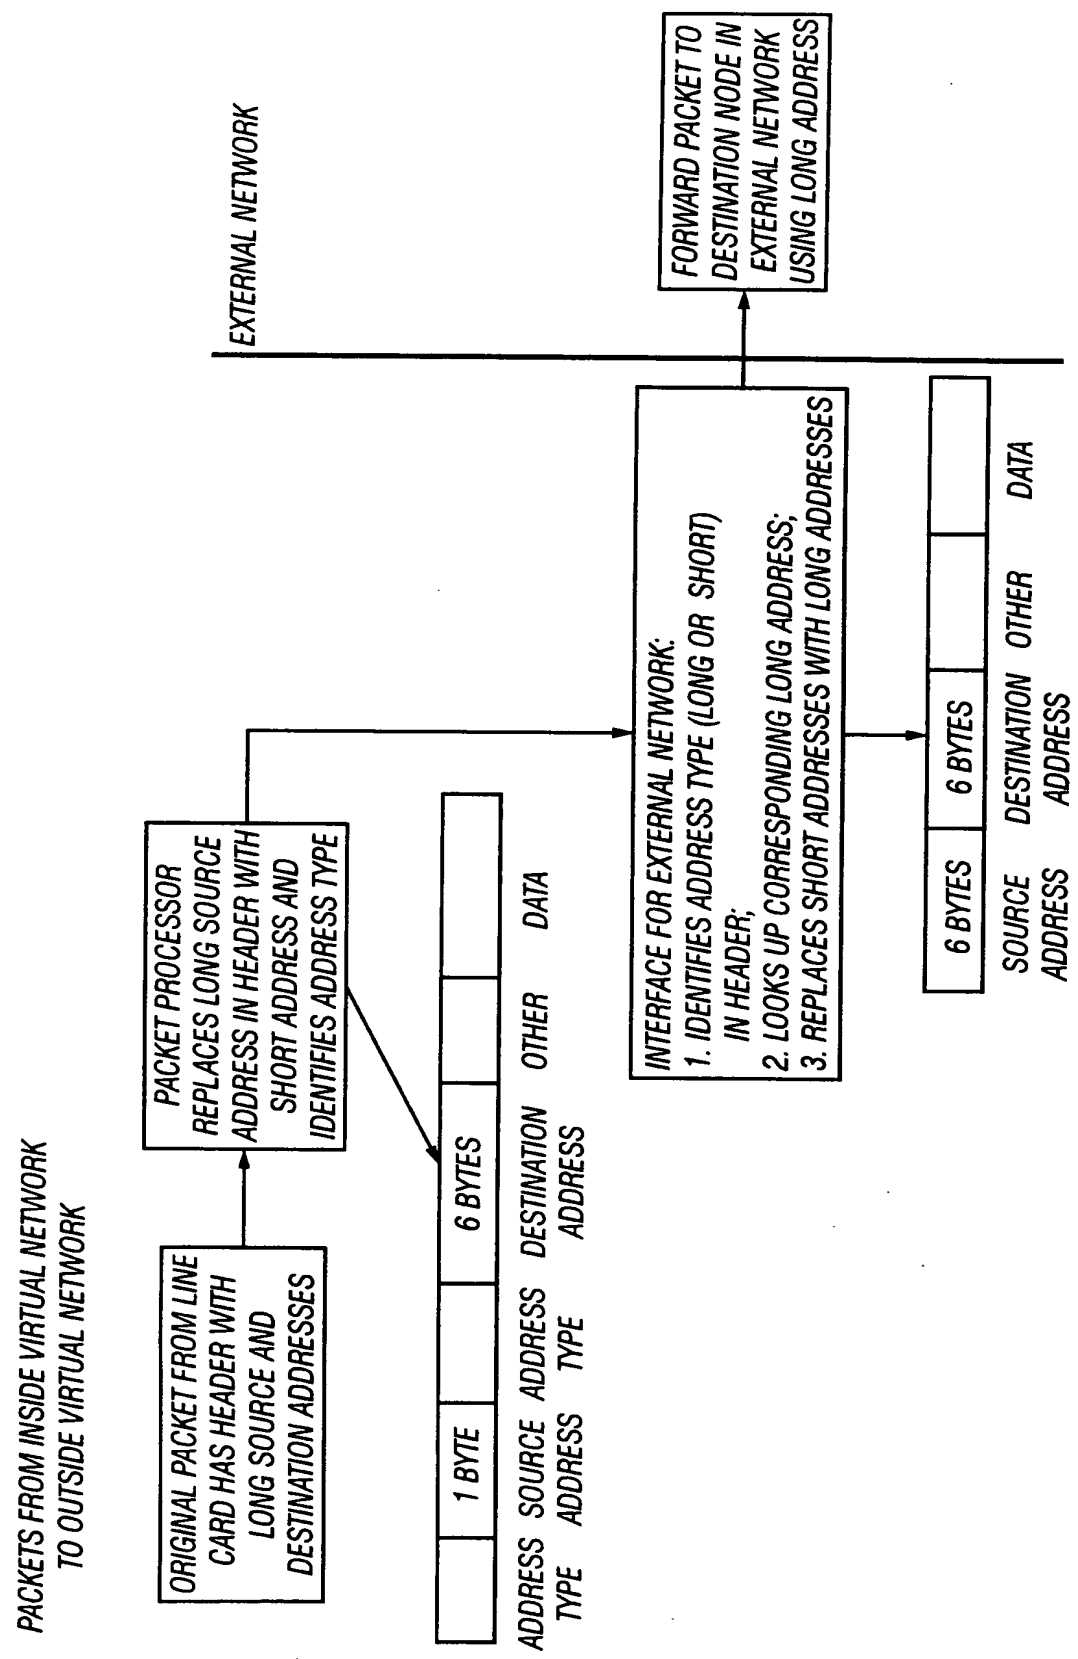 PACKETS FROM INSIDE VIRTUAL NETWORK
TO OUTSIDE VIRTUAL NETWORK
EXTERNAL NETWORK
ORIGINAL PACKET FROM LINE
CARD HAS HEADER WITH
LONG SOURCE AND
DESTINATION ADDRESSES
PACKET PROCESSOR
REPLACES LONG SOURCE
ADDRESS IN HEADER WITH
SHORT ADDRESS AND
IDENTIFIES ADDRESS TYPE
1 BYTE
6 BYTES
ADDRESS SOURCE ADDRESS DESTINATION OTHER DATA
TYPE ADDRESS TYPE ADDRESS
INTERFACE FOR EXTERNAL NETWORK:
1. IDENTIFIES ADDRESS TYPE (LONG OR SHORT)
IN HEADER;
2. LOOKS UP CORRESPONDING LONG ADDRESS;
3. REPLACES SHORT ADDRESSES WITH LONG ADDRESSES
FORWARD PACKET TO
DESTINATION NODE IN
EXTERNAL NETWORK
USING LONG ADDRESS
6 BYTES
6 BYTES
SOURCE DESTINATION OTHER DATA
ADDRESS ADDRESS